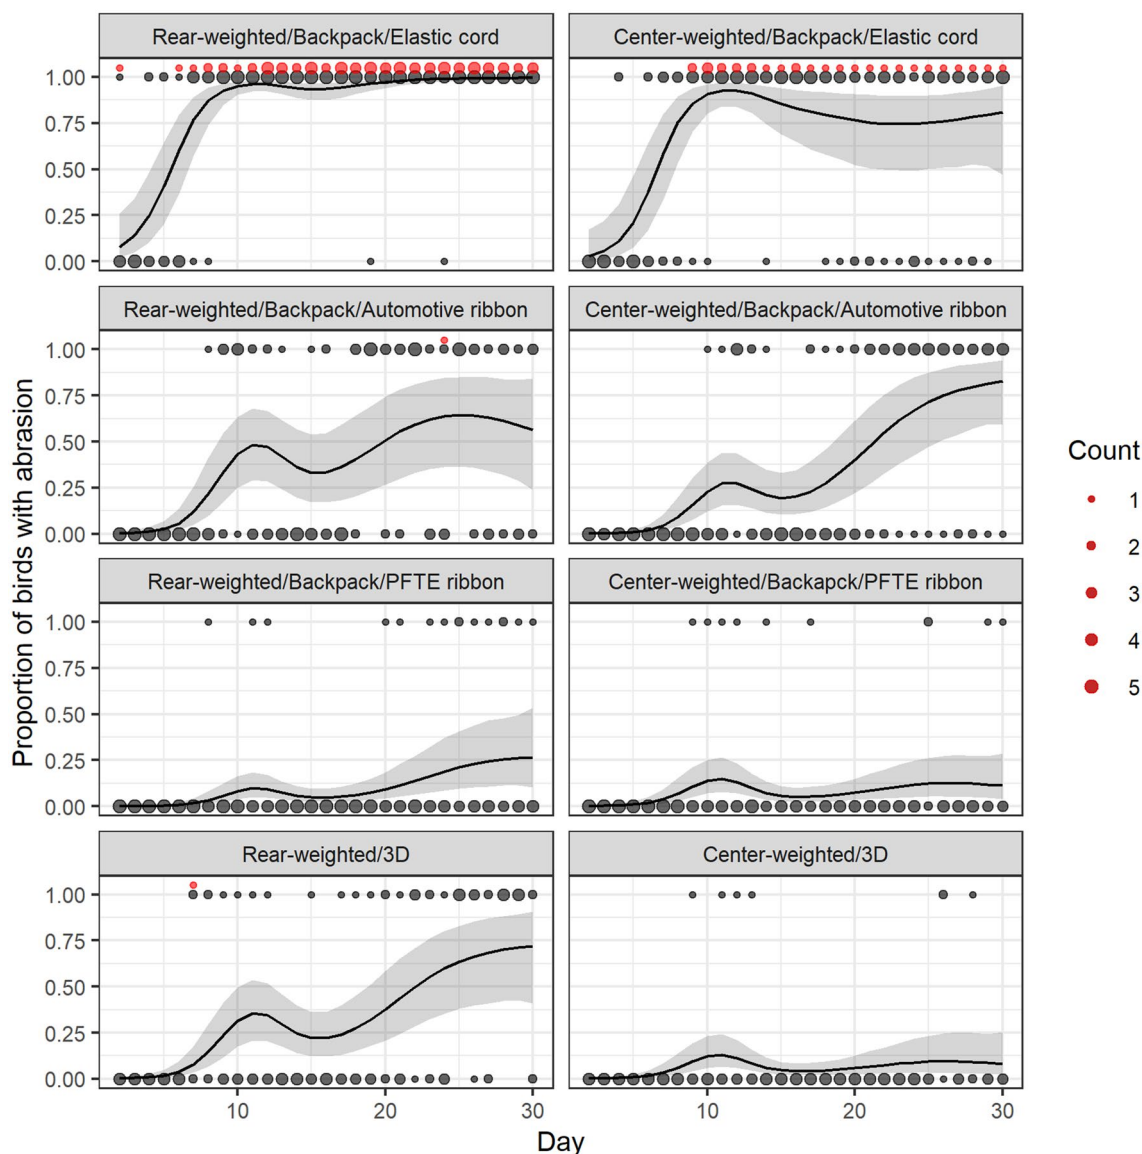 Rear-weighted/Backpack/Elastic cord
Center-weighted/Backpack/Elastic cord
1.00
0.75
0.50
0.25
0.00
Rear-weighted/Backpack/Automotive ribbon
Center-weighted/Backpack/Automotive ribbon
1.00
0.75
0.50
0.25
0.00
Rear-weighted/Backpack/PFTE ribbon
Center-weighted/Backapck/PFTE ribbon
1.00
0.75
0.50
0.25
0.00
Rear-weighted/3D
Center-weighted/3D
1.00
0.75
0.50
0.25
0.00
10
20
30
10
20
30
Day
Proportion of birds with abrasion
Count
1
2
3
4
5